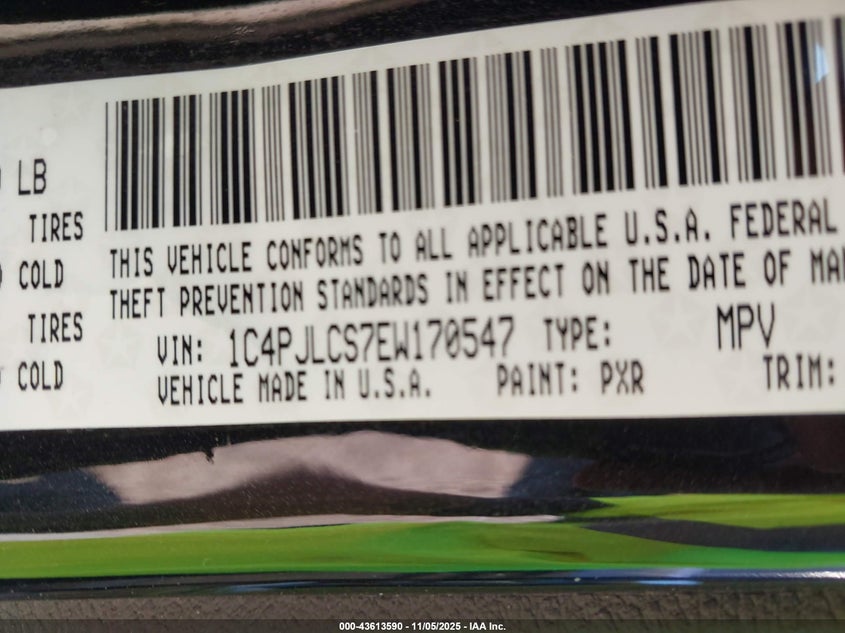 LB
TIRES
COLD
TIRES
COLD
THIS VEHICLE CONFORMS TO ALL APPLICABLE U.S.A. FEDERAL
THEFT PREVENTION STANDARDS IN EFFECT ON THE DATE OF
VIN: 1C4PJLCS7EW170547 TYPE: MPV
VEHICLE MADE IN U.S.A. PAINT: PXR TRIM:
000-43613590 - 11/05/2025 - IAA Inc.